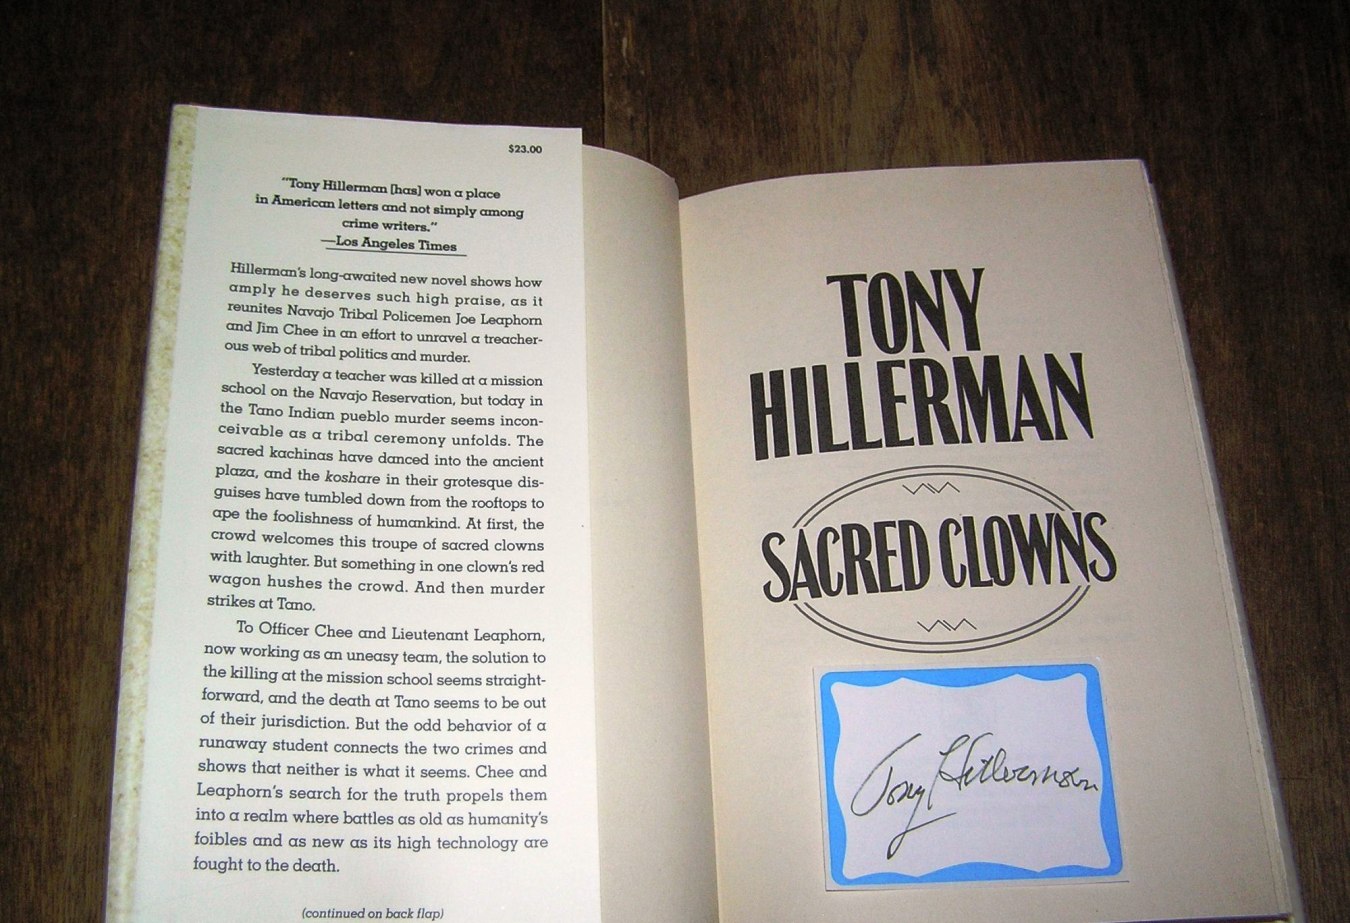 $23.00
“Tony Hillerman [has] won a place
in American letters and not simply among
crime writers.”
—Los Angeles Times
Hillerman's long-awaited new novel shows how
amply he deserves such high praise, as it
reunites Navajo Tribal Policemen Joe Leaphorn
and Jim Chee in an effort to unravel a treacher-
ous web of tribal politics and murder.
Yesterday a teacher was killed at a mission
school on the Navajo Reservation, but today in
the Tano Indian pueblo murder seems incon-
ceivable as a tribal ceremony unfolds. The
sacred kachinas have danced into the ancient
plaza, and the koshare in their grotesque dis-
guises have tumbled down from the rooftops to
ape the foolishness of humankind. At first, the
crowd welcomes this troupe of sacred clowns
with laughter. But something in one clown's red
wagon hushes the crowd. And then murder
strikes at Tano.
To Officer Chee and Lieutenant Leaphorn,
now working as an uneasy team, the solution to
the killing at the mission school seems straight-
forward, and the death at Tano seems to be out
of their jurisdiction. But the odd behavior of a
runaway student connects the two crimes and
shows that neither is what it seems. Chee and
Leaphorn's search for the truth propels them
into a realm where battles as old as humanity's
foibles and as new as its high technology are
fought to the death.
(continued on back flap)
TONY
HILLERMAN
SACRED CLOWNS
Tony Hillerman